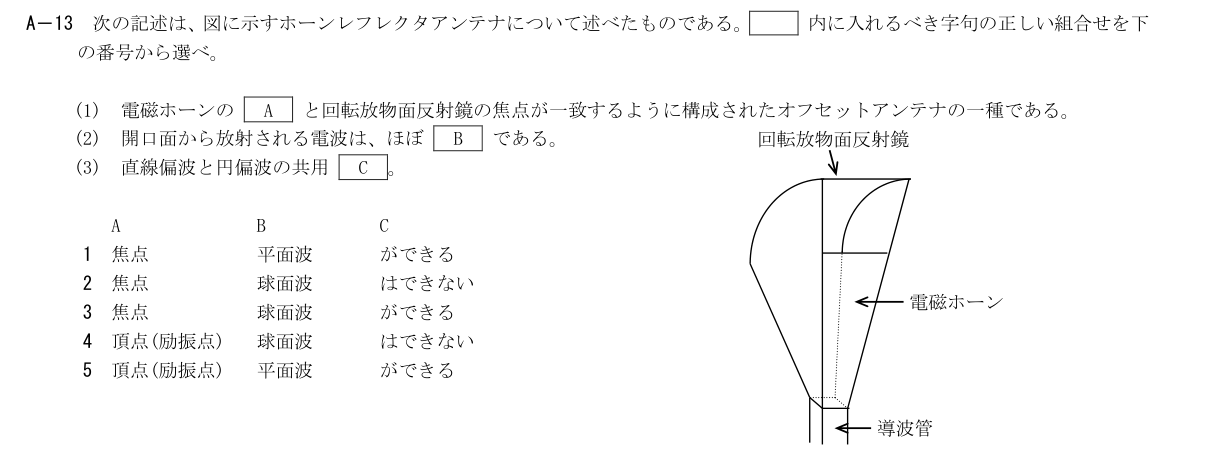 A－13 次の記述は、図に示すホーンレフレクタアンテナについて述べたものである。 内に入れるべき字句の正しい組合せを下
の番号から選べ。
(1) 電磁ホーンの A と回転放物面反射鏡の焦点が一致するように構成されたオフセットアンテナの一種である。
(2) 開口面から放射される電波は、ほぼ B である。
(3) 直線偏波と円偏波の共用 C 。
A B C
1 焦点 平面波 ができる
2 焦点 球面波 はできない
3 焦点 球面波 ができる
4 頂点(励振点) 球面波 はできない
5 頂点(励振点) 平面波 ができる
回転放物面反射鏡
電磁ホーン
導波管